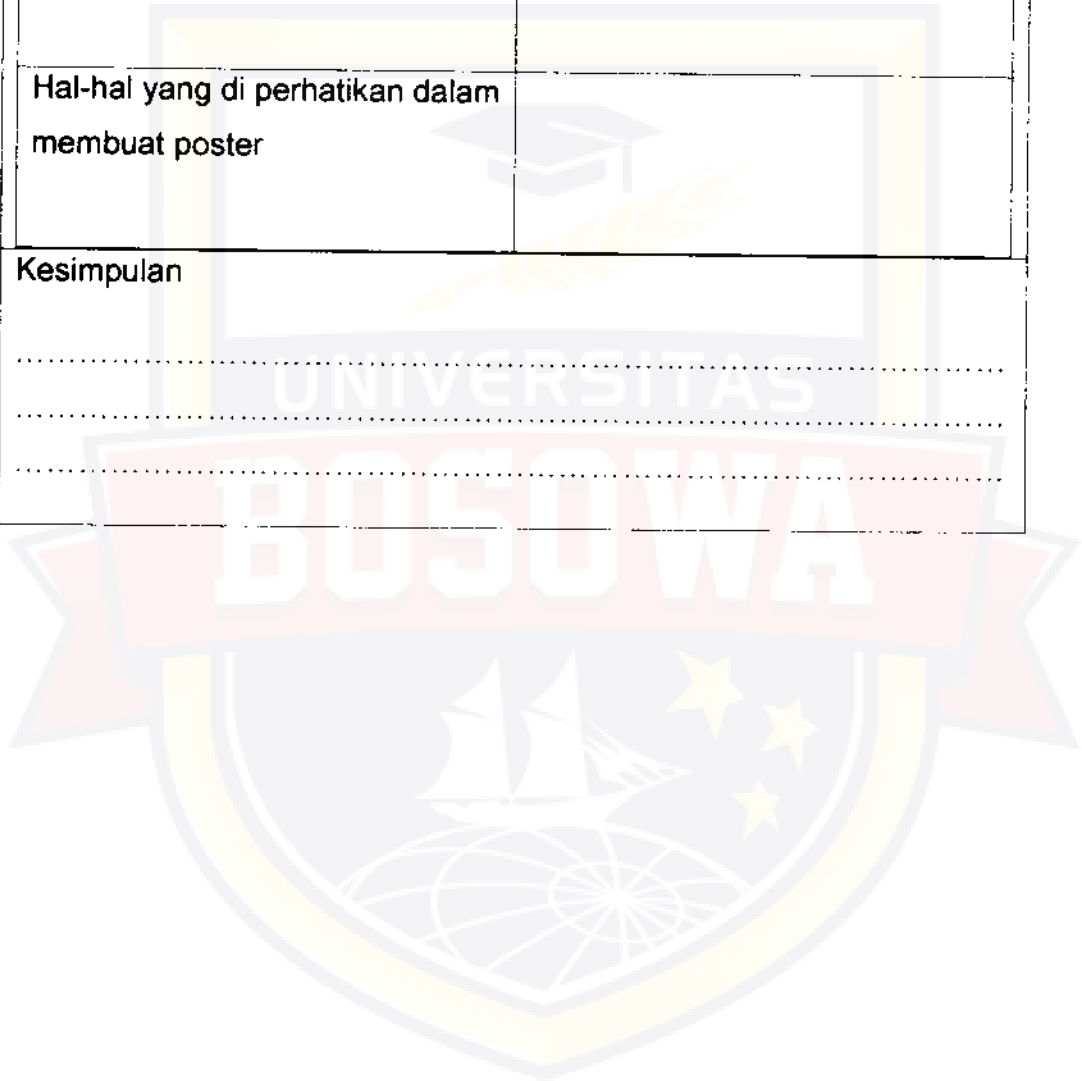 Hal-hal yang di perhatikan dalam
membuat poster
Kesimpulan
UNIVERSITAS
BOSOWA